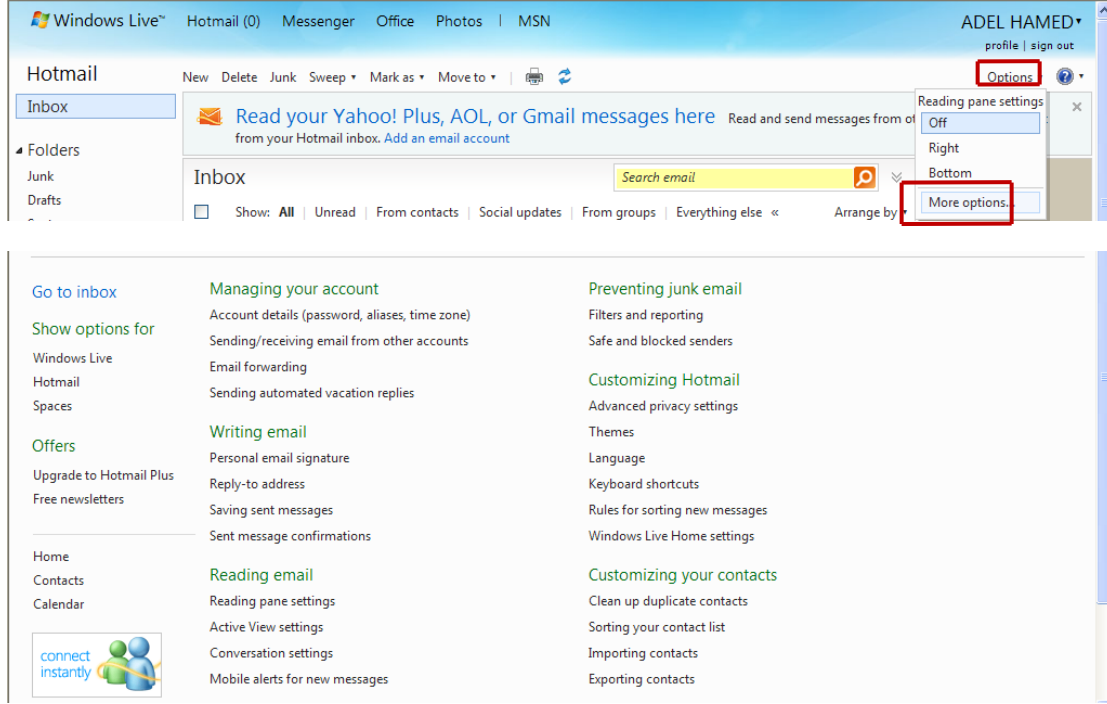 Windows Live™ Hotmail (0) Messenger Office Photos | MSN ADEL HAMED
profile | sign out
Hotmail New Delete Junk Sweep Mark as Move to | Options
Inbox
Folders
Junk
Drafts
Read your Yahoo! Plus, AOL, or Gmail messages here Read and send messages from
from your Hotmail inbox. Add an email account
Inbox Search email
Show: All | Unread | From contacts | Social updates | From groups | Everything else « Arrange by
Reading pane settings
Off
Right
Bottom
More options...
Go to inbox
Show options for
Windows Live
Hotmail
Spaces
Offers
Upgrade to Hotmail Plus
Free newsletters
Home
Contacts
Calendar
connect
instantly
Managing your account
Account details (password, aliases, time zone)
Sending/receiving email from other accounts
Email forwarding
Sending automated vacation replies
Writing email
Personal email signature
Reply-to address
Saving sent messages
Sent message confirmations
Reading email
Reading pane settings
Active View settings
Conversation settings
Mobile alerts for new messages
Preventing junk email
Filters and reporting
Safe and blocked senders
Customizing Hotmail
Advanced privacy settings
Themes
Language
Keyboard shortcuts
Rules for sorting new messages
Windows Live Home settings
Customizing your contacts
Clean up duplicate contacts
Sorting your contact list
Importing contacts
Exporting contacts